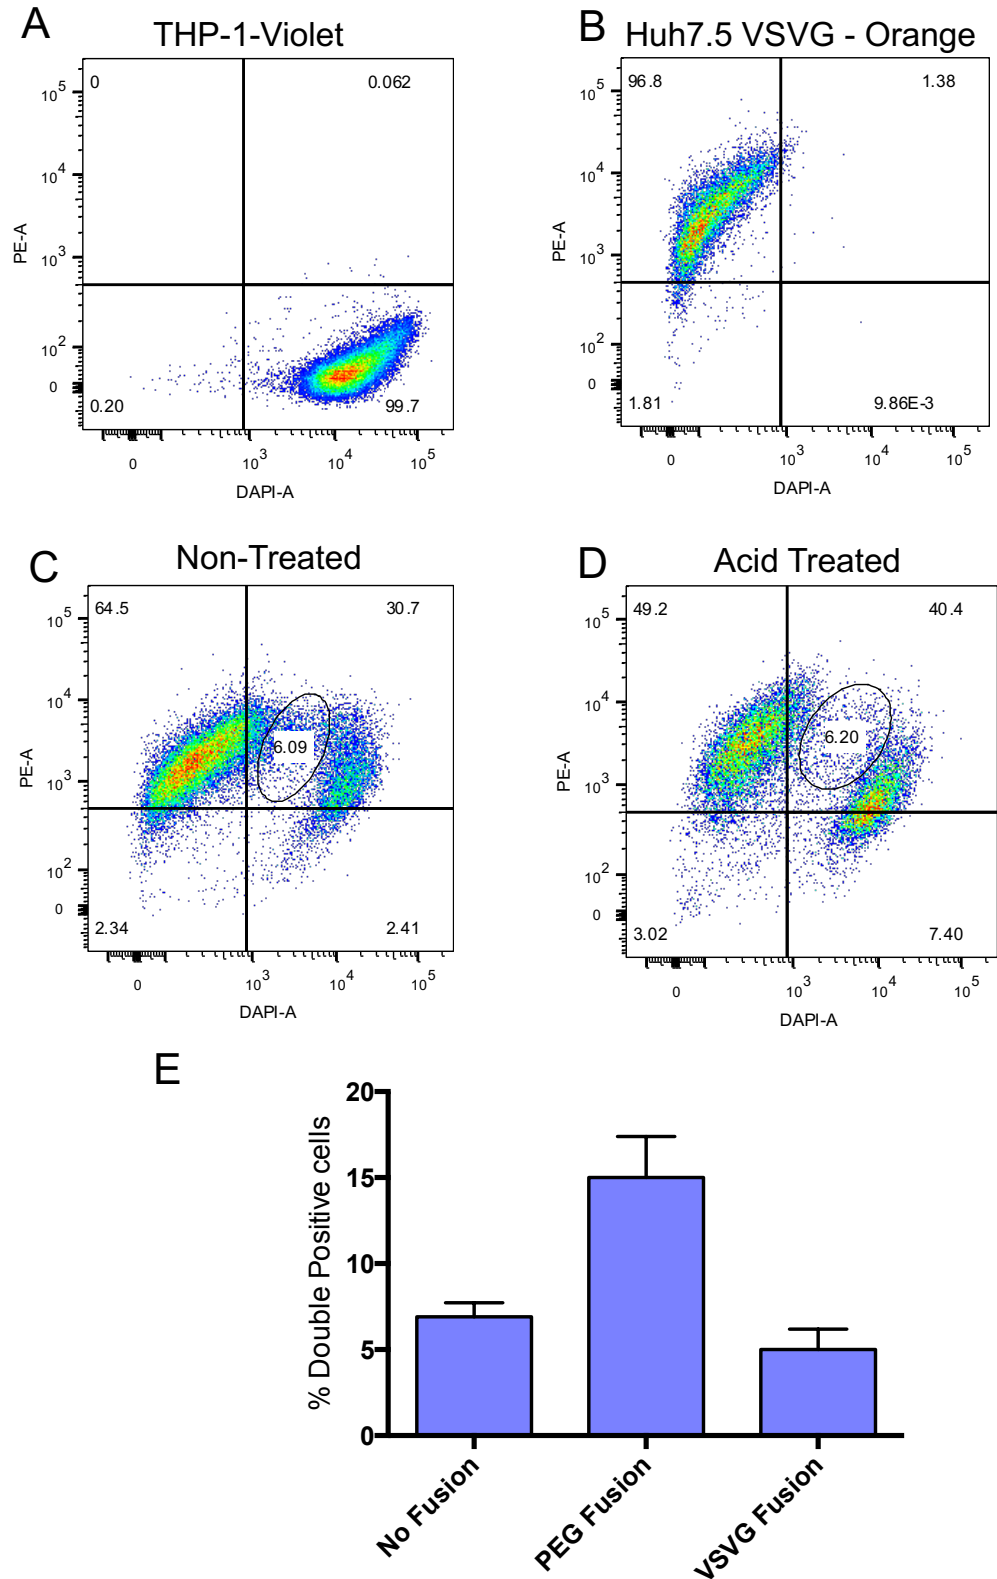 A
THP-1-Violet
0
0.062
0.20
99.7
10^5
10^4
10^3
10^2
0
PE-A
0
10^3
10^4
10^5
DAPI-A
B
Huh7.5 VSVG - Orange
96.8
1.38
1.81
9.86E-3
10^5
10^4
10^3
10^2
0
PE-A
0
10^3
10^4
10^5
DAPI-A
C
Non-Treated
64.5
30.7
6.09
2.34
2.41
10^5
10^4
10^3
10^2
0
PE-A
0
10^3
10^4
10^5
DAPI-A
D
Acid Treated
49.2
40.4
6.20
3.02
7.40
10^5
10^4
10^3
10^2
0
PE-A
0
10^3
10^4
10^5
DAPI-A
E
% Double Positive cells
20
15
10
5
0
No Fusion
PEG Fusion
VSVG Fusion